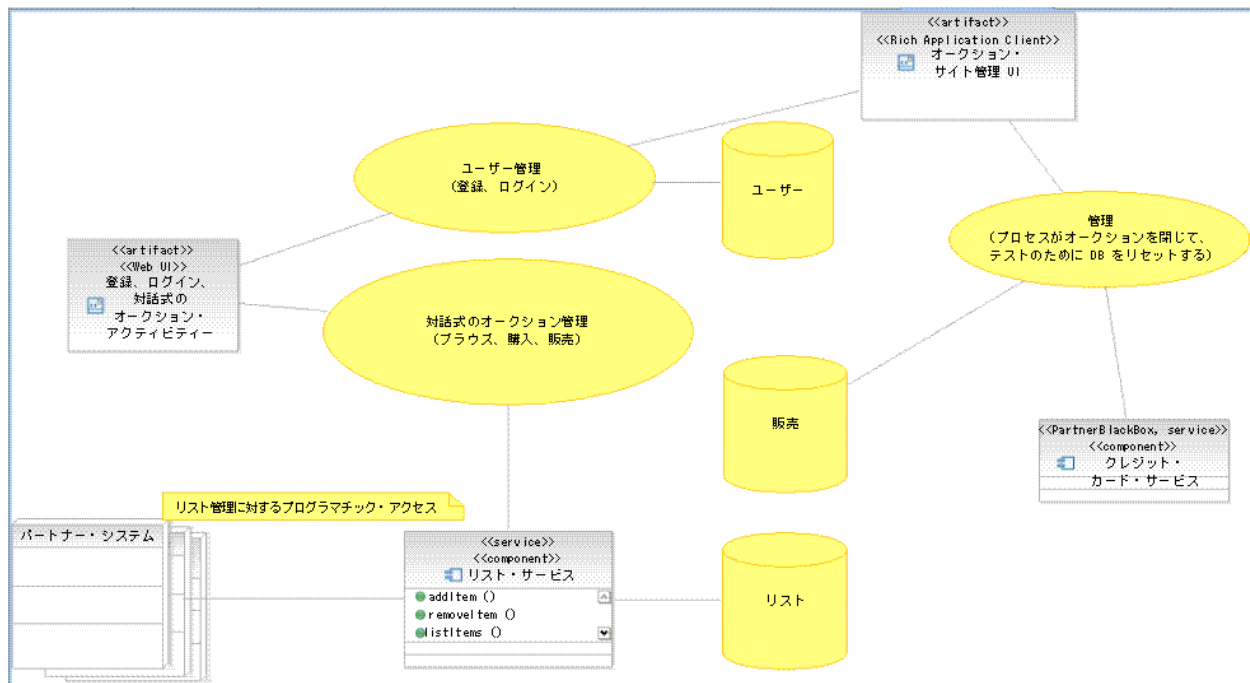 <<artifact>>
<<Rich Application Client>>
オークション・
サイト管理 UI
ユーザー管理
(登録、ログイン)
ユーザー
管理
(プロセスがオークションを閉じて、
テストのために DB をリセットする)
<<artifact>>
<<Web UI>>
登録、ログイン、
対話式の
オークション・
アクティビティー
対話式のオークション管理
(ブラウズ、購入、販売)
販売
<<PartnerBlackBox, service>>
<<component>>
クレジット・
カード・サービス
リスト管理に対するプログラマチック・アクセス
パートナー・システム
<<service>>
<<component>>
リスト・サービス
addItem ()
removeItem ()
listItems ()
リスト